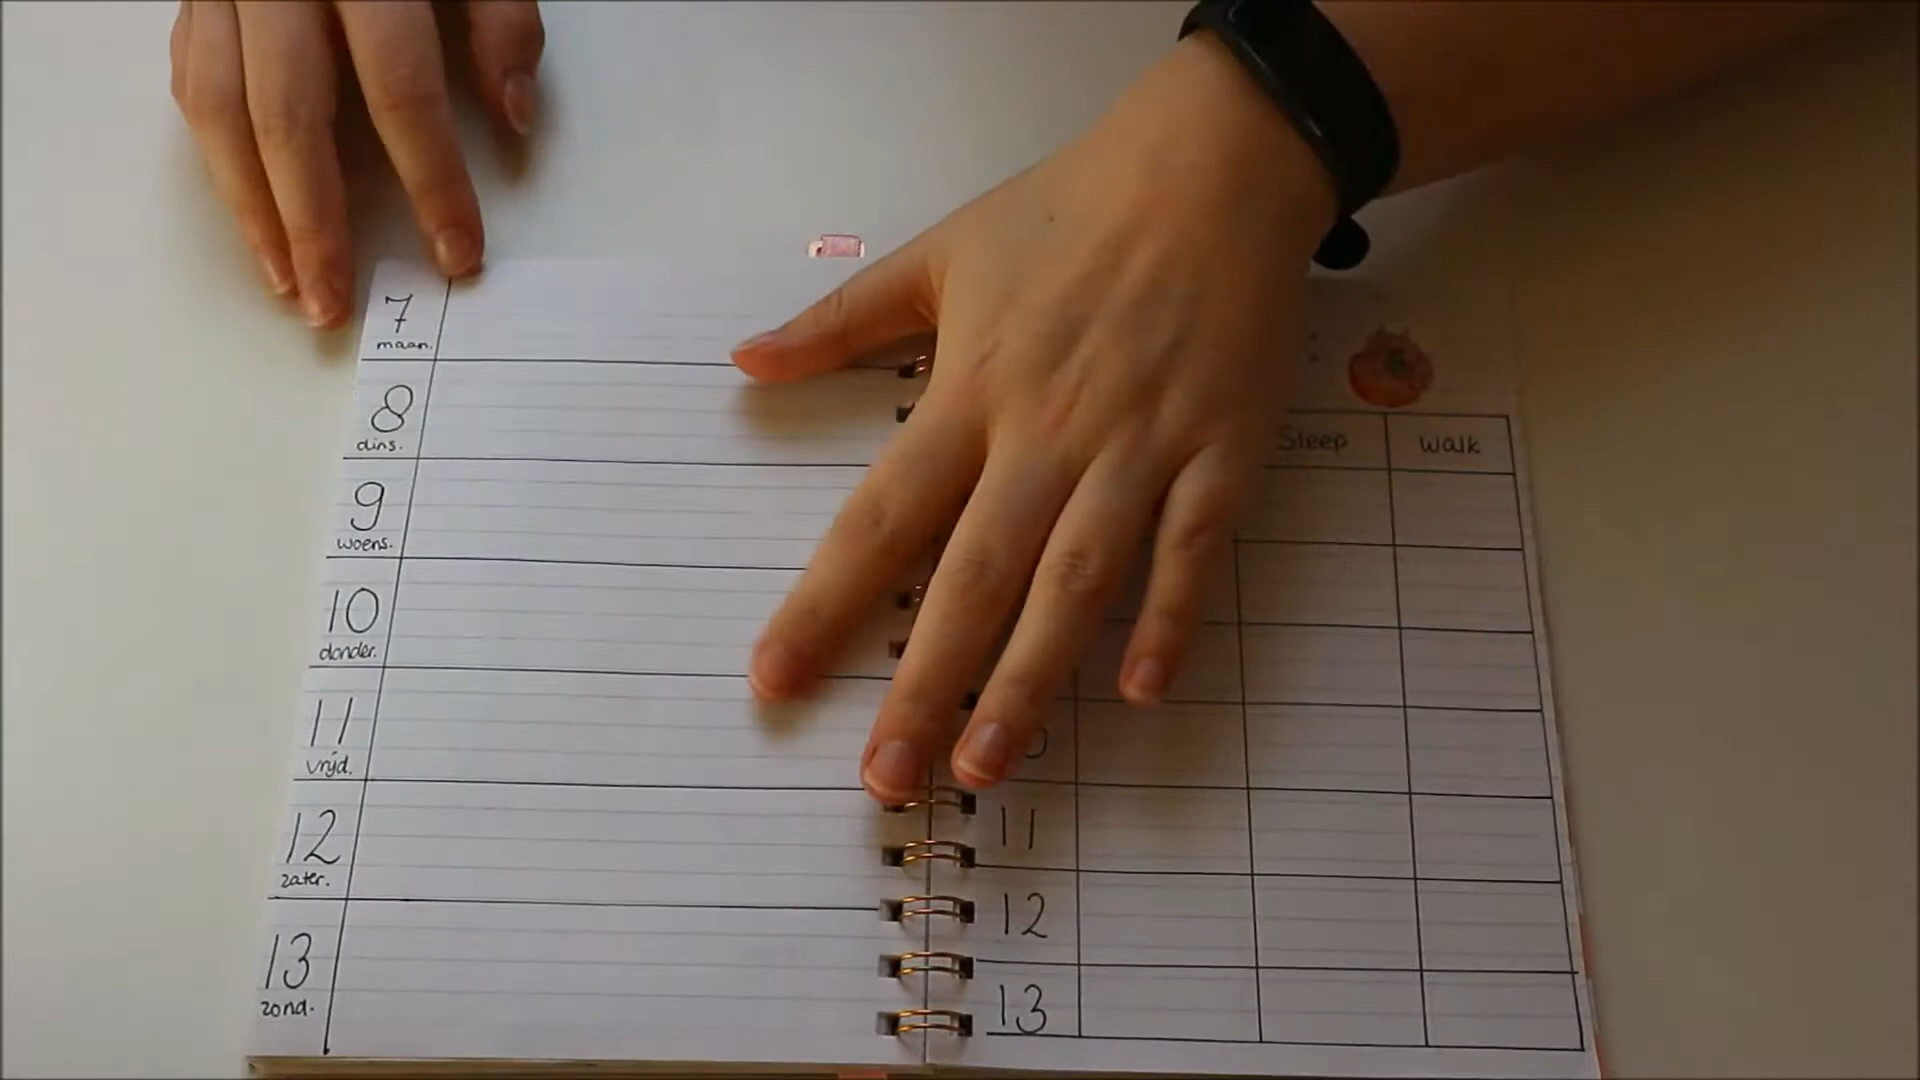 7
maan.
8
dins.
9
woens.
10
donder.
11
vrijd.
12
zater.
13
zond.
:
Sleep Walk
11
12
13